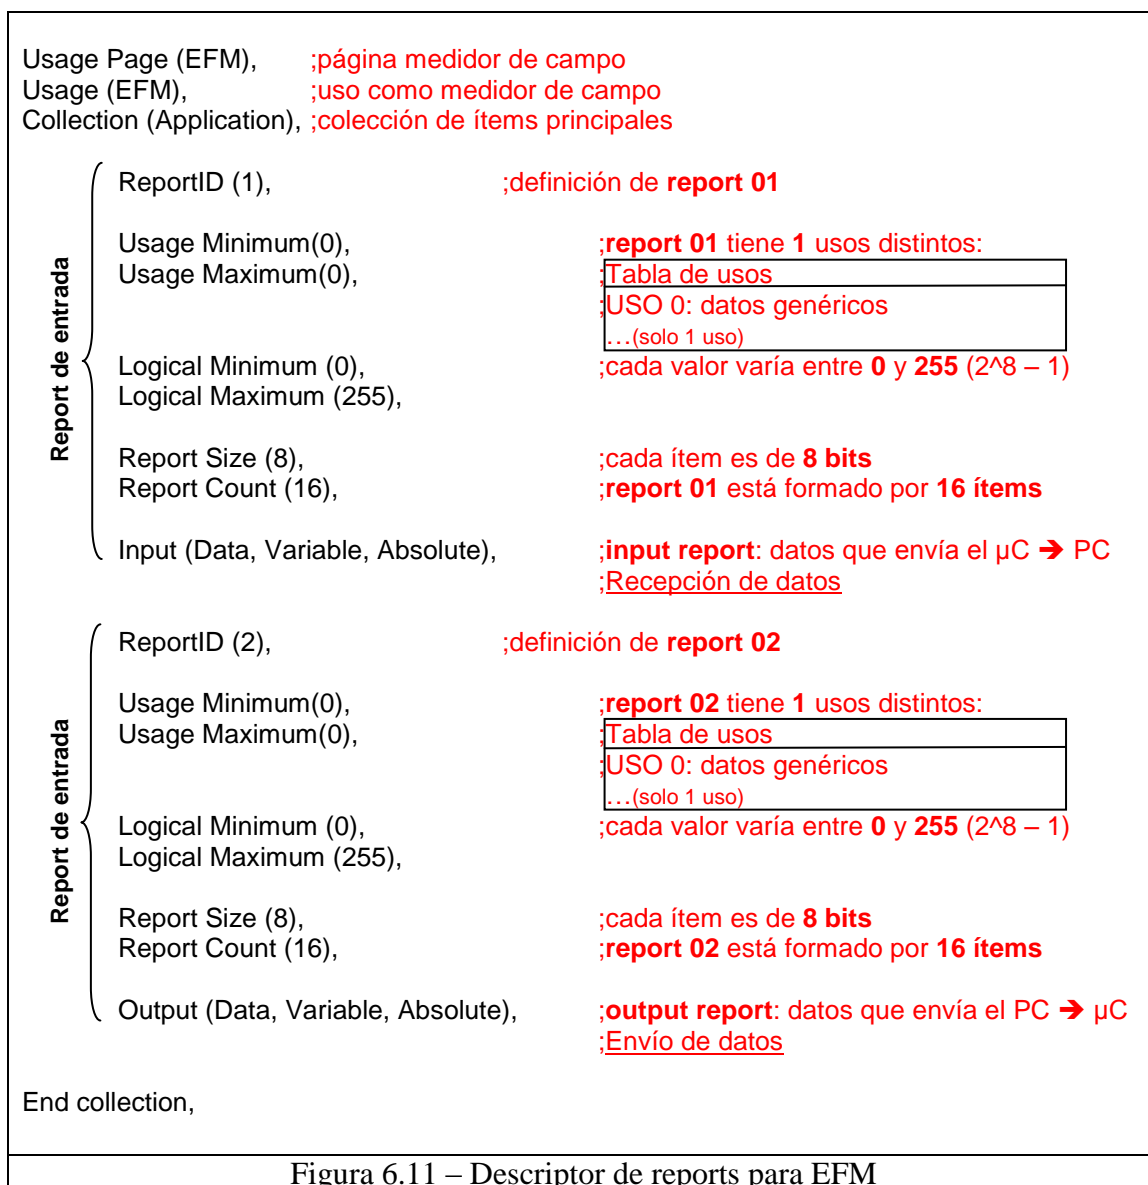 Usage Page (EFM), ;página medidor de campo
Usage (EFM), ;uso como medidor de campo
Collection (Application), ;colección de ítems principales
Report de entrada
ReportID (1), ;definición de report 01
Usage Minimum(0), ;report 01 tiene 1 usos distintos:
Usage Maximum(0), ;Tabla de usos
;USO 0: datos genéricos
…(solo 1 uso)
Logical Minimum (0), ;cada valor varía entre 0 y 255 (2^8 – 1)
Logical Maximum (255),
Report Size (8), ;cada ítem es de 8 bits
Report Count (16), ;report 01 está formado por 16 ítems
Input (Data, Variable, Absolute), ;input report: datos que envía el µC ➔ PC
;Recepción de datos
Report de entrada
ReportID (2), ;definición de report 02
Usage Minimum(0), ;report 02 tiene 1 usos distintos:
Usage Maximum(0), ;Tabla de usos
;USO 0: datos genéricos
…(solo 1 uso)
Logical Minimum (0), ;cada valor varía entre 0 y 255 (2^8 – 1)
Logical Maximum (255),
Report Size (8), ;cada ítem es de 8 bits
Report Count (16), ;report 02 está formado por 16 ítems
Output (Data, Variable, Absolute), ;output report: datos que envía el PC ➔ µC
;Envío de datos
End collection,
Figura 6.11 – Descriptor de reports para EFM